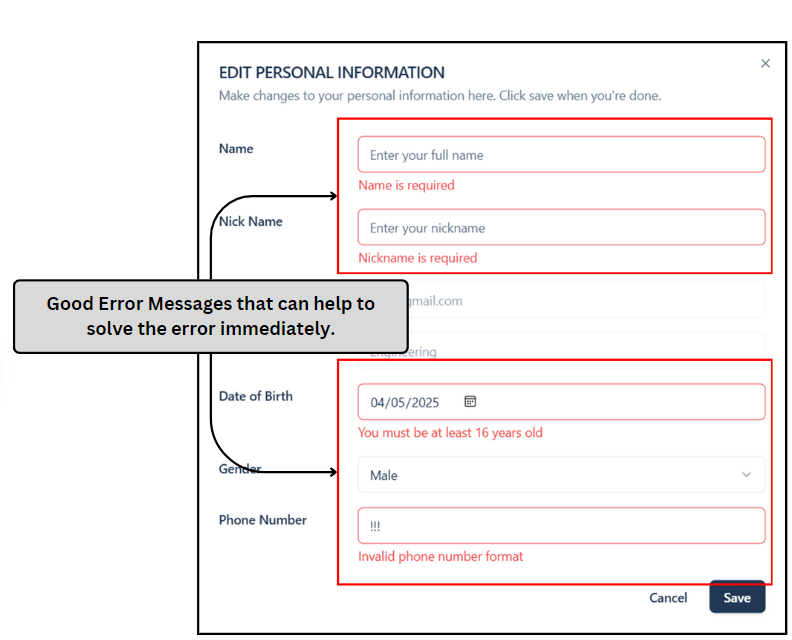 EDIT PERSONAL INFORMATION
Make changes to your personal information here. Click save when you're done.
Name
Enter your full name
Name is required
Nick Name
Enter your nickname
Nickname is required
Good Error Messages that can help to
solve the error immediately.
gmail.com
Engineering
Date of Birth
04/05/2025
You must be at least 16 years old
Gender
Male
Phone Number
!!!
Invalid phone number format
Cancel
Save